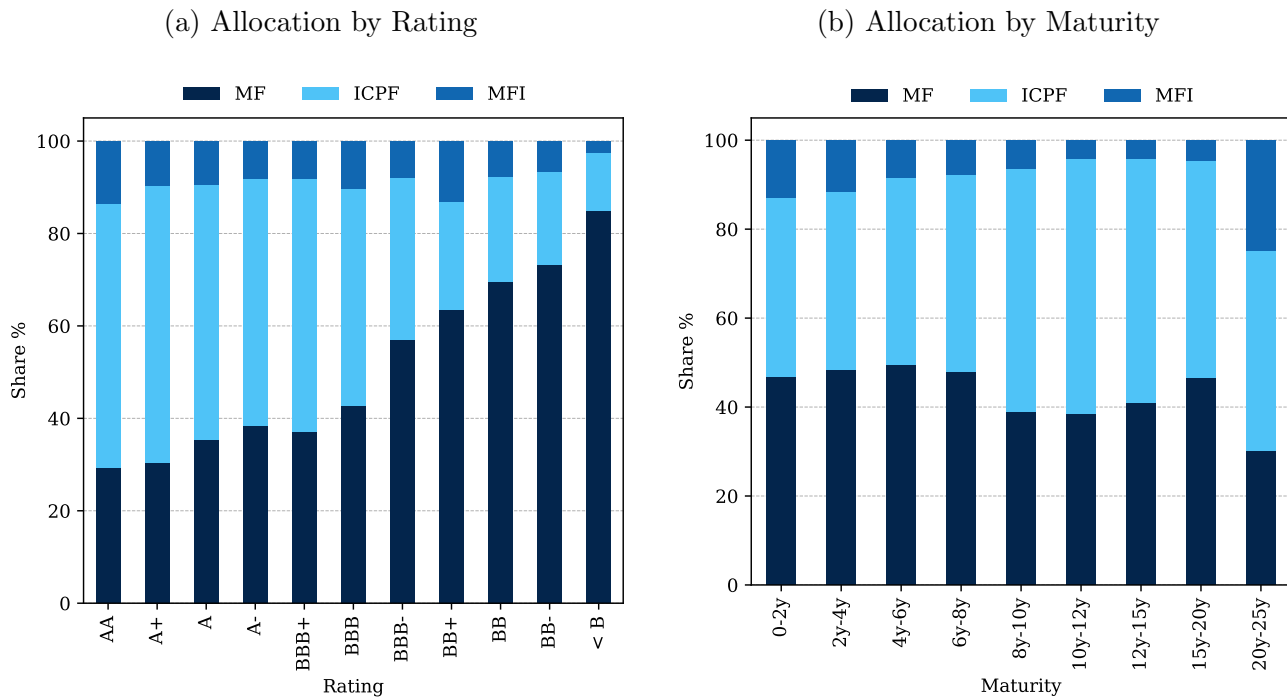 (a) Allocation by Rating
MF ICPF MFI
100
80
60
40
20
0
Share %
AA
A+
A
A-
BBB+
BBB
BBB-
BB+
BB
BB-
< B
Rating
(b) Allocation by Maturity
MF ICPF MFI
100
80
60
40
20
0
Share %
0-2y
2y-4y
4y-6y
6y-8y
8y-10y
10y-12y
12y-15y
15y-20y
20y-25y
Maturity